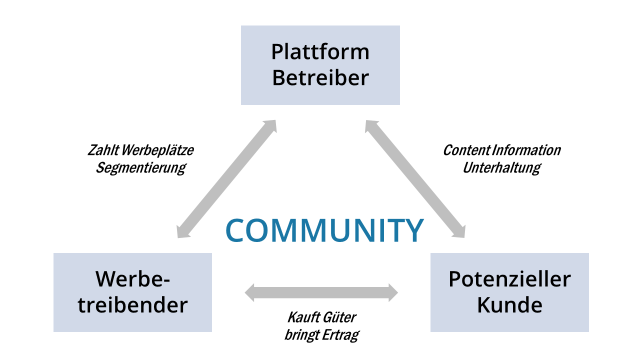 Plattform
Betreiber
Zahlt Werbeplätze
Segmentierung
Content Information
Unterhaltung
COMMUNITY
Werbe-
treibender
Potenzieller
Kunde
Kauft Güter
bringt Ertrag